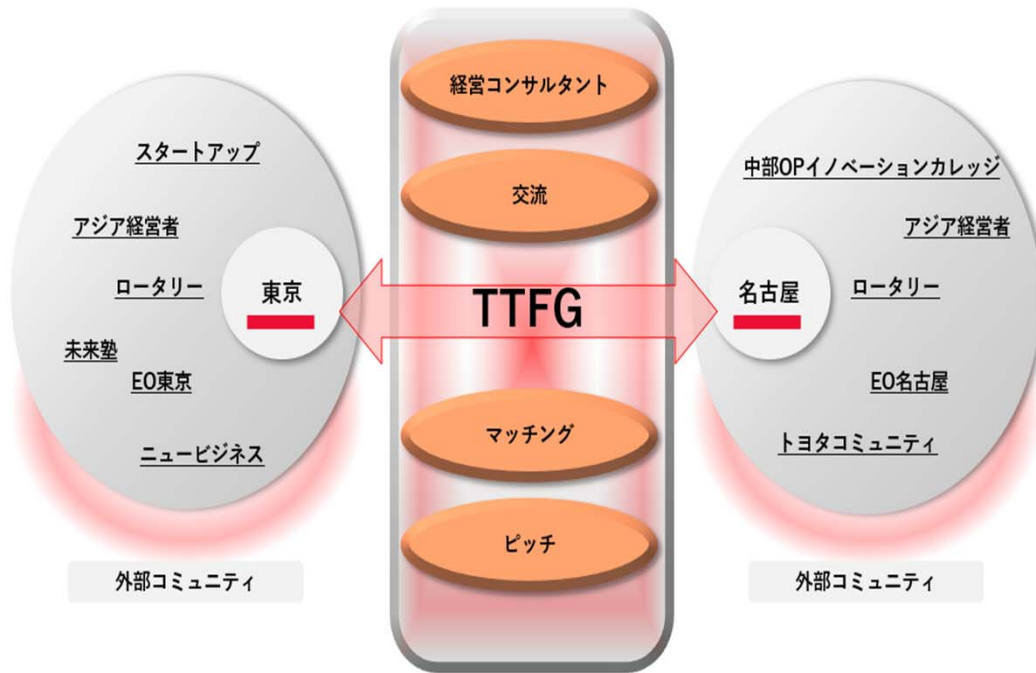 スタートアップ
アジア経営者
ロータリー
東京
未来塾
EO東京
ニュービジネス
外部コミュニティ
経営コンサルタント
交流
TTFG
マッチング
ピッチ
中部OPイノベーションカレッジ
アジア経営者
名古屋
ロータリー
EO名古屋
トヨタコミュニティ
外部コミュニティ